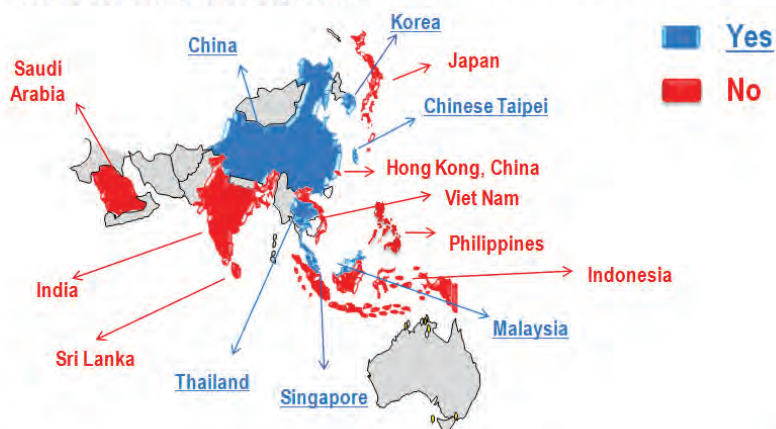 Korea
Yes
China
Japan
Saudi
Arabia
No
Chinese Taipei
Hong Kong, China
Viet Nam
Philippines
Indonesia
India
Malaysia
Sri Lanka
Thailand
Singapore